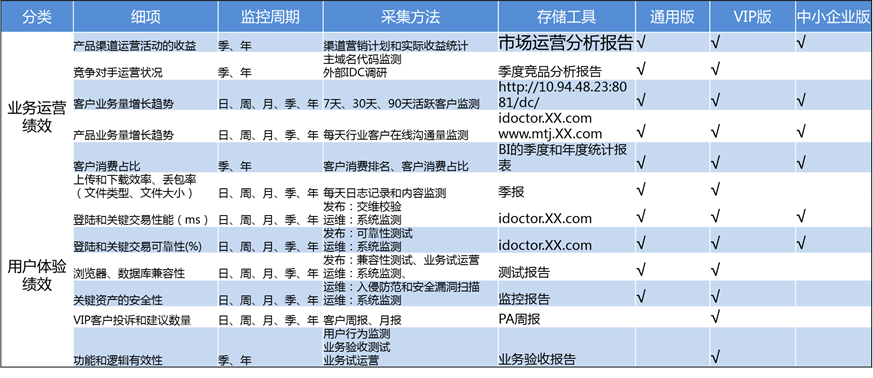 分类 细项 监控周期 采集方法 存储工具 通用版 VIP版 中小企业版
业务运营绩效
产品渠道运营活动的收益 季、年 渠道营销计划和实际收益统计 市场运营分析报告 √ √ √
竞争对手运营状况 季、年 主域名代码监测 外部IDC调研 季度竞品分析报告 √ √
客户业务量增长趋势 日、周、月、季、年 7天、30天、90天活跃客户监测 http://10.94.48.23:8081/dc/ √ √ √
产品业务量增长趋势 日、周、月、季、年 每天行业客户在线沟通量监测 idoctor.XX.com www.mtj.XX.com √ √ √
客户消费占比 季、年 客户消费排名、客户消费占比 BI的季度和年度统计报表 √ √ √
用户体验绩效
上传和下载效率、丢包率（文件类型、文件大小） 日、周、月、季、年 每天日志记录和内容监测 季报 √ √
登陆和关键交易性能（ms） 日、周、月、季、年 发布：交维校验 运维：系统监测 idoctor.XX.com √ √ √
登陆和关键交易可靠性(%) 日、周、月、季、年 发布：可靠性测试 运维：系统监测 idoctor.XX.com √ √ √
浏览器、数据库兼容性 日、周、月、季、年 发布：兼容性测试、业务试运营 运维：系统监测、 测试报告 √ √
关键资产的安全性 日、周、月、季、年 运维：入侵防范和安全漏洞扫描 运维：系统监测 监控报告 √ √
VIP客户投诉和建议数量 日、周、月、季、年 客户周报、月报 PA周报 √
功能和逻辑有效性 季、年 用户行为监测 业务验收测试 业务试运营 业务验收报告 √